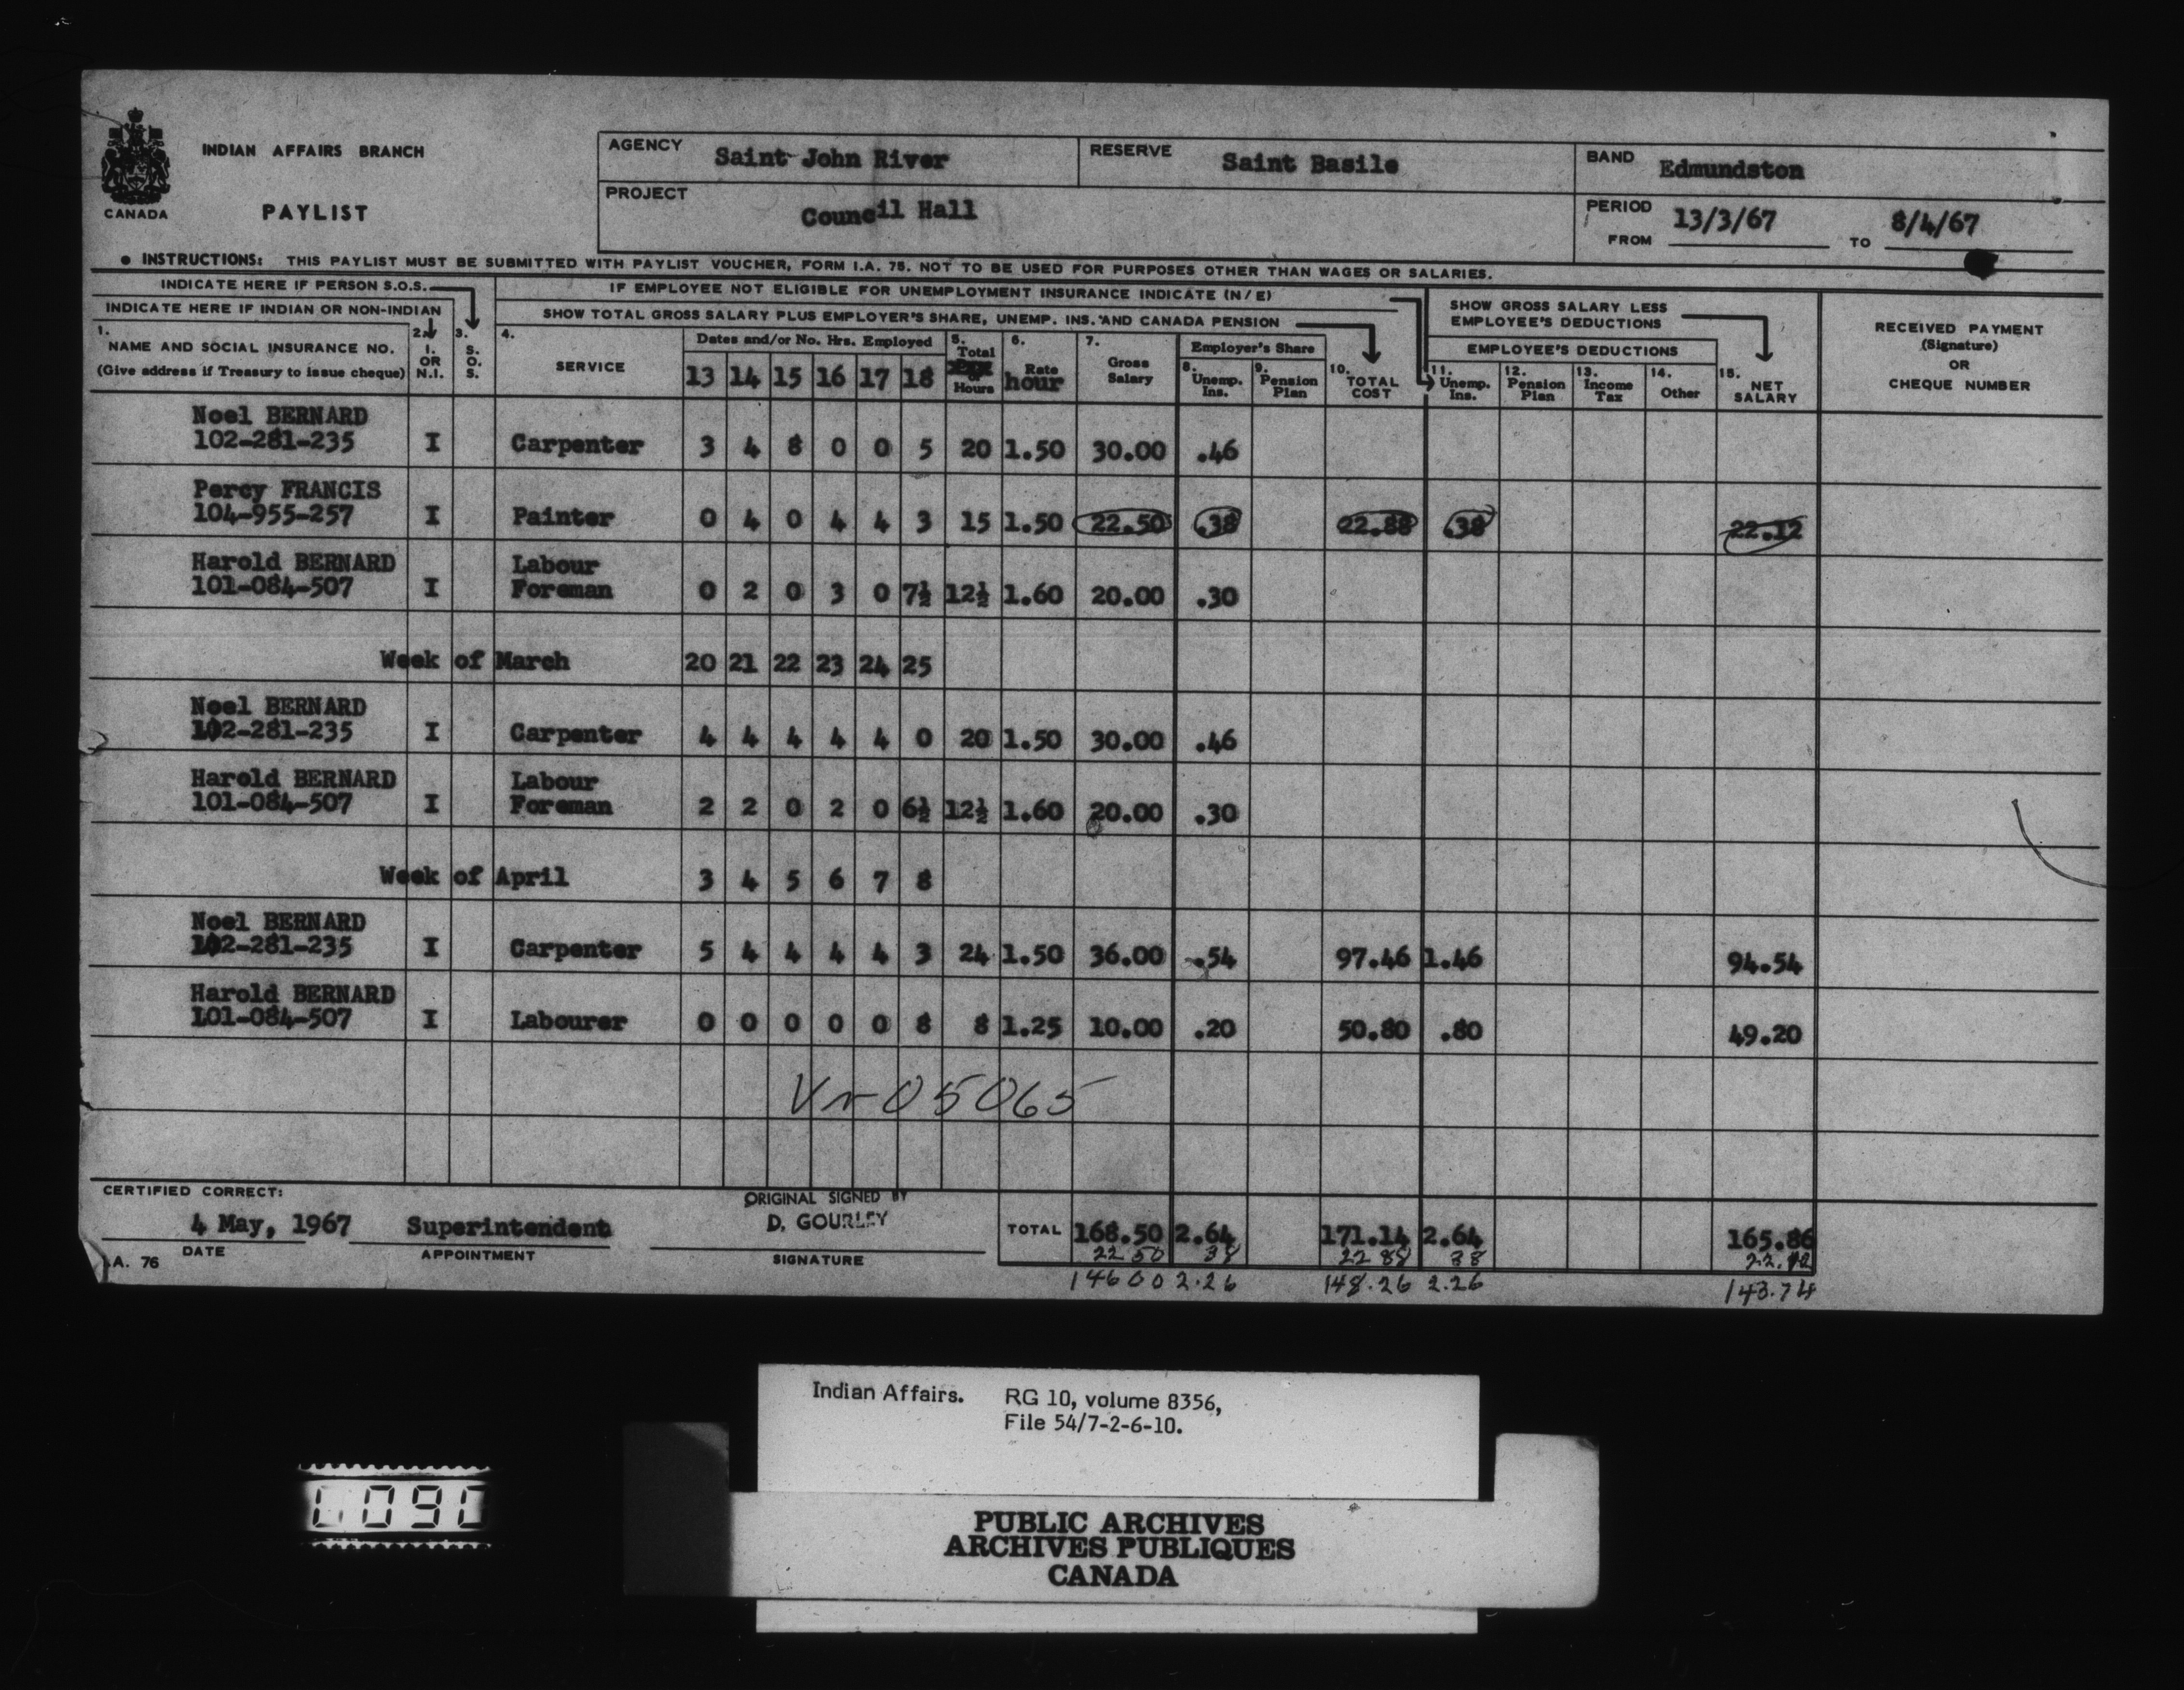 INDIAN AFFAIRS BRANCH
CANADA
PAYLIST
AGENCY Saint John River
RESERVE Saint Basile
BAND Edmundston
PROJECT Council Hall
PERIOD
FROM 13/3/67 TO 8/4/67
● INSTRUCTIONS: THIS PAYLIST MUST BE SUBMITTED WITH PAYLIST VOUCHER, FORM I.A. 75. NOT TO BE USED FOR PURPOSES OTHER THAN WAGES OR SALARIES.
INDICATE HERE IF PERSON S.O.S.
INDICATE HERE IF INDIAN OR NON-INDIAN
IF EMPLOYEE NOT ELIGIBLE FOR UNEMPLOYMENT INSURANCE INDICATE (N/E)
SHOW TOTAL GROSS SALARY PLUS EMPLOYER'S SHARE, UNEMP. INS. AND CANADA PENSION
SHOW GROSS SALARY LESS
EMPLOYEE'S DEDUCTIONS
1. NAME AND SOCIAL INSURANCE NO.
(Give address if Treasury to issue cheque)
2. I. OR N.I.
3. S. O. S.
4. SERVICE
Dates and/or No. Hrs. Employed
13 14 15 16 17 18
5. Total or Hours
6. Rate hour
7. Gross Salary
Employer's Share
8. Unemp. Ins.
9. Pension Plan
10. TOTAL COST
EMPLOYEE'S DEDUCTIONS
11. Unemp. Ins.
12. Pension Plan
13. Income Tax
14. Other
15. NET SALARY
RECEIVED PAYMENT
(Signature)
OR
CHEQUE NUMBER
Noel BERNARD
102-281-235 I Carpenter 3 4 8 0 0 5 20 1.50 30.00 .46
Percy FRANCIS
104-955-257 I Painter 0 4 0 4 4 3 15 1.50 22.50 .38 22.88 .38 22.12
Harold BERNARD Labour
101-084-507 I Foreman 0 2 0 3 0 7½ 12½ 1.60 20.00 .30
Week of March 20 21 22 23 24 25
Noel BERNARD
102-281-235 I Carpenter 4 4 4 4 4 0 20 1.50 30.00 .46
Harold BERNARD Labour
101-084-507 I Foreman 2 2 0 2 0 6½ 12½ 1.60 20.00 .30
Week of April 3 4 5 6 7 8
Noel BERNARD
102-281-235 I Carpenter 5 4 4 4 4 3 24 1.50 36.00 .54 97.46 1.46 94.54
Harold BERNARD
101-084-507 I Labourer 0 0 0 0 0 8 8 1.25 10.00 .20 50.80 .80 49.20
Vr 05065
CERTIFIED CORRECT:
ORIGINAL SIGNED BY
4 May, 1967 Superintendent D. GOURLEY
DATE APPOINTMENT SIGNATURE
TOTAL 168.50 2.64 171.14 2.64 165.86
22 50 38 22 88 38 22.12
146 00 2.26 148.26 2.26 143.74
.A. 76
Indian Affairs. RG 10, volume 8356,
File 54/7-2-6-10.
090
PUBLIC ARCHIVES
ARCHIVES PUBLIQUES
CANADA